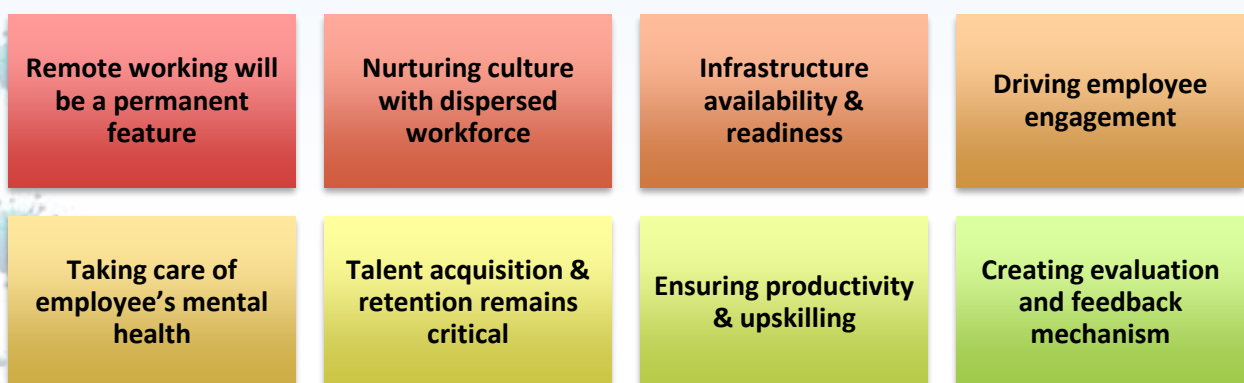 Remote working will
be a permanent
feature
Nurturing culture
with dispersed
workforce
Infrastructure
availability &
readiness
Driving employee
engagement
Taking care of
employee’s mental
health
Talent acquisition &
retention remains
critical
Ensuring productivity
& upskilling
Creating evaluation
and feedback
mechanism